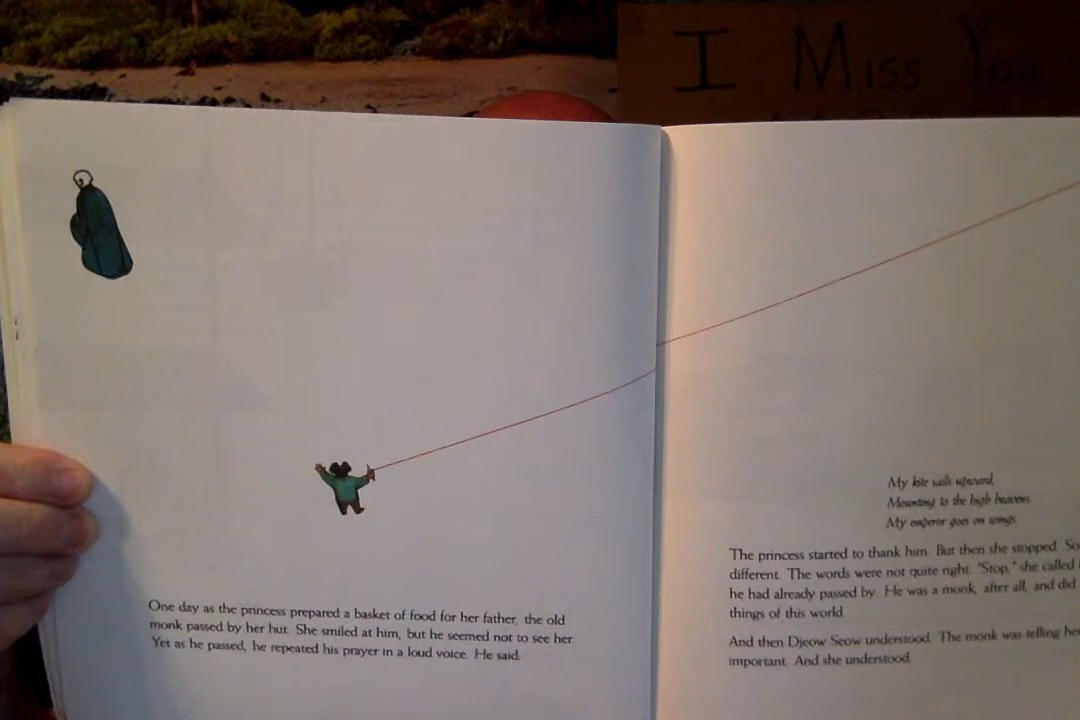 I Miss You
One day as the princess prepared a basket of food for her father, the old
monk passed by her hut. She smiled at him, but he seemed not to see her.
Yet as he passed, he repeated his prayer in a loud voice. He said:
My kite sails upward,
Mounting to the high heavens.
My emperor goes on wings.
The princess started to thank him. But then she stopped. So
different. The words were not quite right. "Stop," she called
he had already passed by. He was a monk, after all, and did
things of this world.
And then Djeow Seow understood. The monk was telling her
important. And she understood.